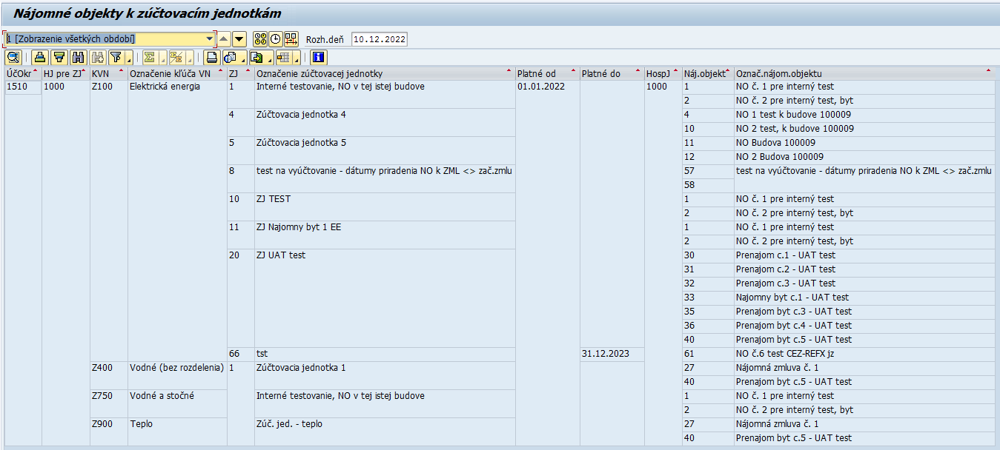 Nájomné objekty k zúčtovacím jednotkám
1 [Zobrazenie všetkých období] Rozh.deň 10.12.2022
ÚčOkr HJ pre ZJ KVN Označenie kľúča VN ZJ Označenie zúčtovacej jednotky Platné od Platné do HospJ Náj.objekt Označ.nájom.objektu
1510 1000 Z100 Elektrická energia 1 Interné testovanie, NO v tej istej budove 01.01.2022 1000 1 NO č. 1 pre interný test
2 NO č. 2 pre interný test, byt
4 Zúčtovacia jednotka 4 4 NO 1 test k budove 100009
10 NO 2 test, k budove 100009
5 Zúčtovacia jednotka 5 11 NO Budova 100009
12 NO 2 Budova 100009
8 test na vyúčtovanie - dátumy priradenia NO k ZML <> zač.zmlu 57 test na vyúčtovanie - dátumy priradenia NO k ZML <> zač.zmlu
58
10 ZJ TEST 1 NO č. 1 pre interný test
2 NO č. 2 pre interný test, byt
11 ZJ Najomny byt 1 EE 1 NO č. 1 pre interný test
2 NO č. 2 pre interný test, byt
20 ZJ UAT test 30 Prenajom c.1 - UAT test
31 Prenajom c.2 - UAT test
32 Prenajom c.3 - UAT test
33 Najomny byt c.1 - UAT test
35 Prenajom byt c.3 - UAT test
36 Prenajom byt c.4 - UAT test
40 Prenajom byt c.5 - UAT test
66 tst 31.12.2023 61 NO č.6 test CEZ-REFX jz
Z400 Vodné (bez rozdelenia) 1 Zúčtovacia jednotka 1 27 Nájomná zmluva č. 1
40 Prenajom byt c.5 - UAT test
Z750 Vodné a stočné Interné testovanie, NO v tej istej budove 1 NO č. 1 pre interný test
2 NO č. 2 pre interný test, byt
Z900 Teplo Zúč. jed. - teplo 27 Nájomná zmluva č. 1
40 Prenajom byt c.5 - UAT test